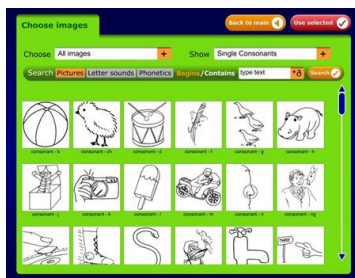 Choose images
Back to main
Use selected
Choose All images + Show Single Consonants +
Search Pictures Letter sounds Phonetics Begins/Contains type text Search
consonant - b consonant - ch consonant - d consonant - f consonant - g consonant - h
consonant - j consonant - k consonant - l consonant - m consonant - n consonant - ng
here